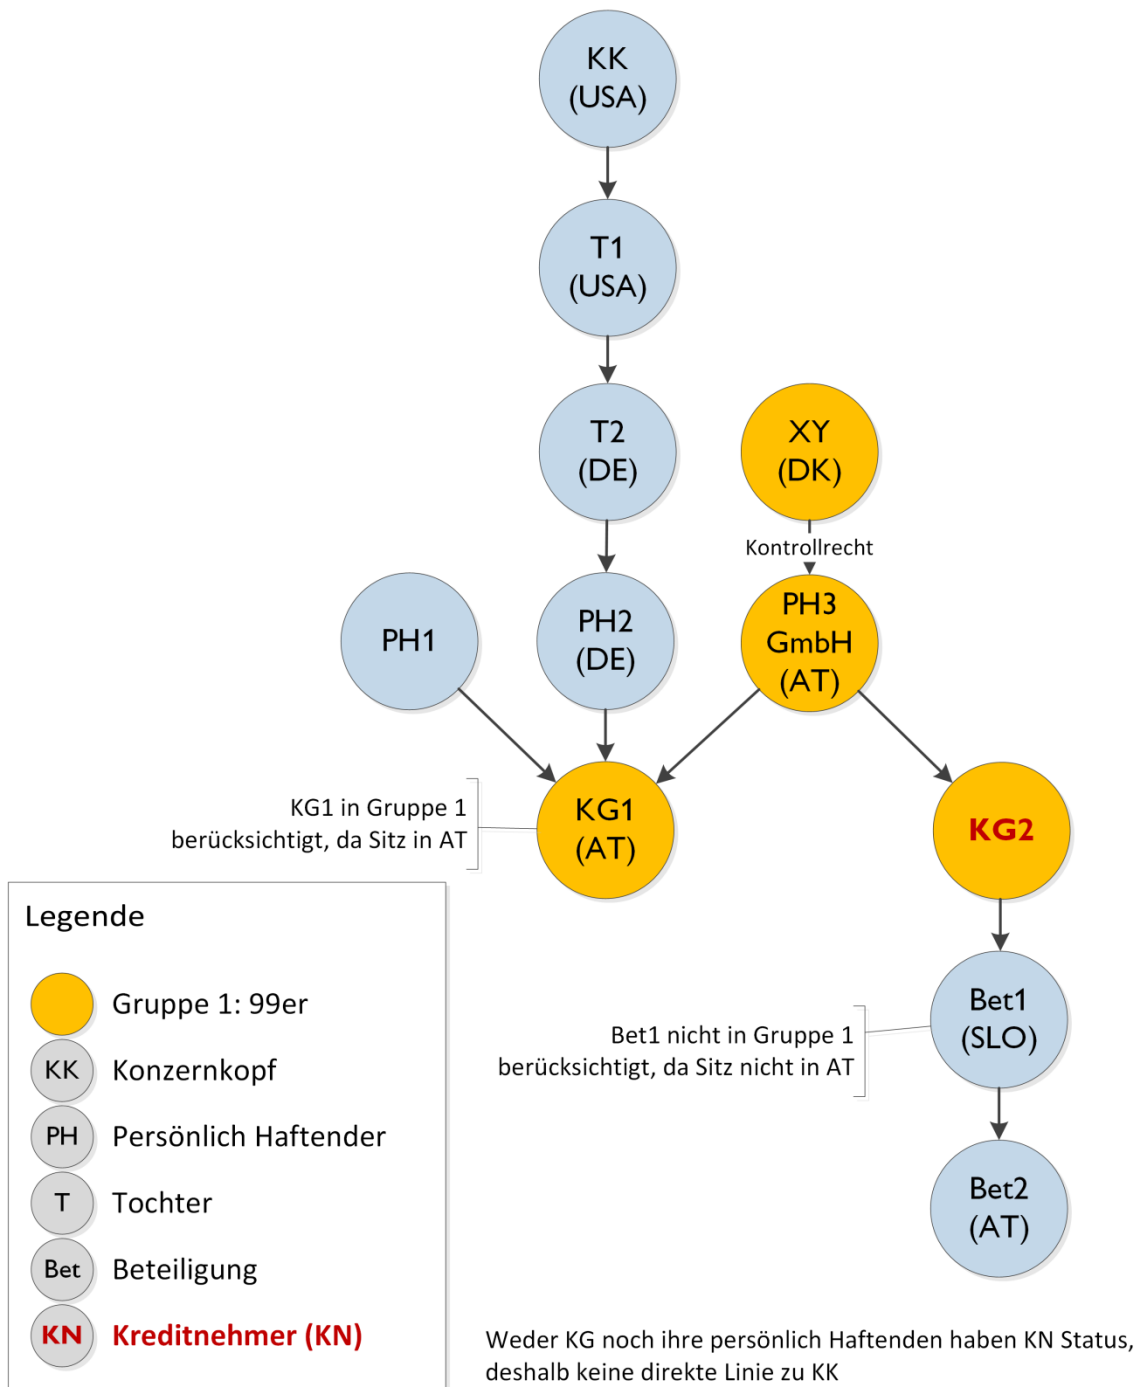 KK
(USA)
T1
(USA)
T2
(DE)
XY
(DK)
Kontrollrecht
PH1
PH2
(DE)
PH3
GmbH
(AT)
KG1 in Gruppe 1
berücksichtigt, da Sitz in AT
KG1
(AT)
KG2
Legende
Gruppe 1: 99er
KK Konzernkopf
PH Persönlich Haftender
T Tochter
Bet Beteiligung
KN Kreditnehmer (KN)
Bet1 nicht in Gruppe 1
berücksichtigt, da Sitz nicht in AT
Bet1
(SLO)
Bet2
(AT)
Weder KG noch ihre persönlich Haftenden haben KN Status,
deshalb keine direkte Linie zu KK